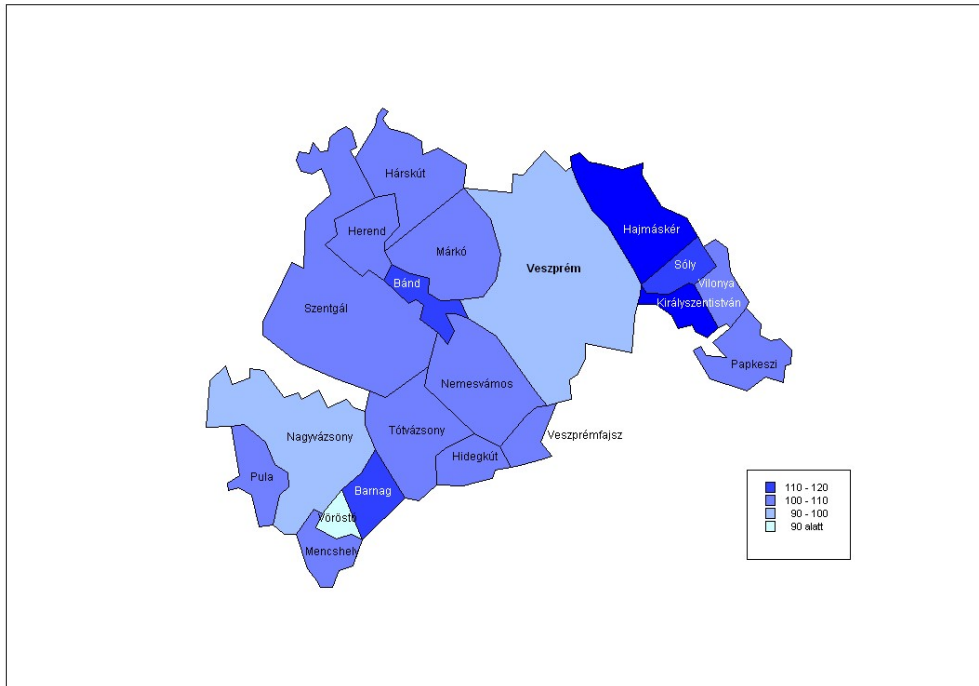 Hárskút
Hajmáskér
Herend
Márkó
Sóly
Veszprém
Bánd
Vilonya
Királyszentistván
Szentgál
Papkeszi
Nemesvámos
Tótvázsony
Veszprémfajsz
Nagyvázsony
Hidegkút
Pula
Barnag
Vöröstó
Mencshely
110 - 120
100 - 110
90 - 100
90 alatt